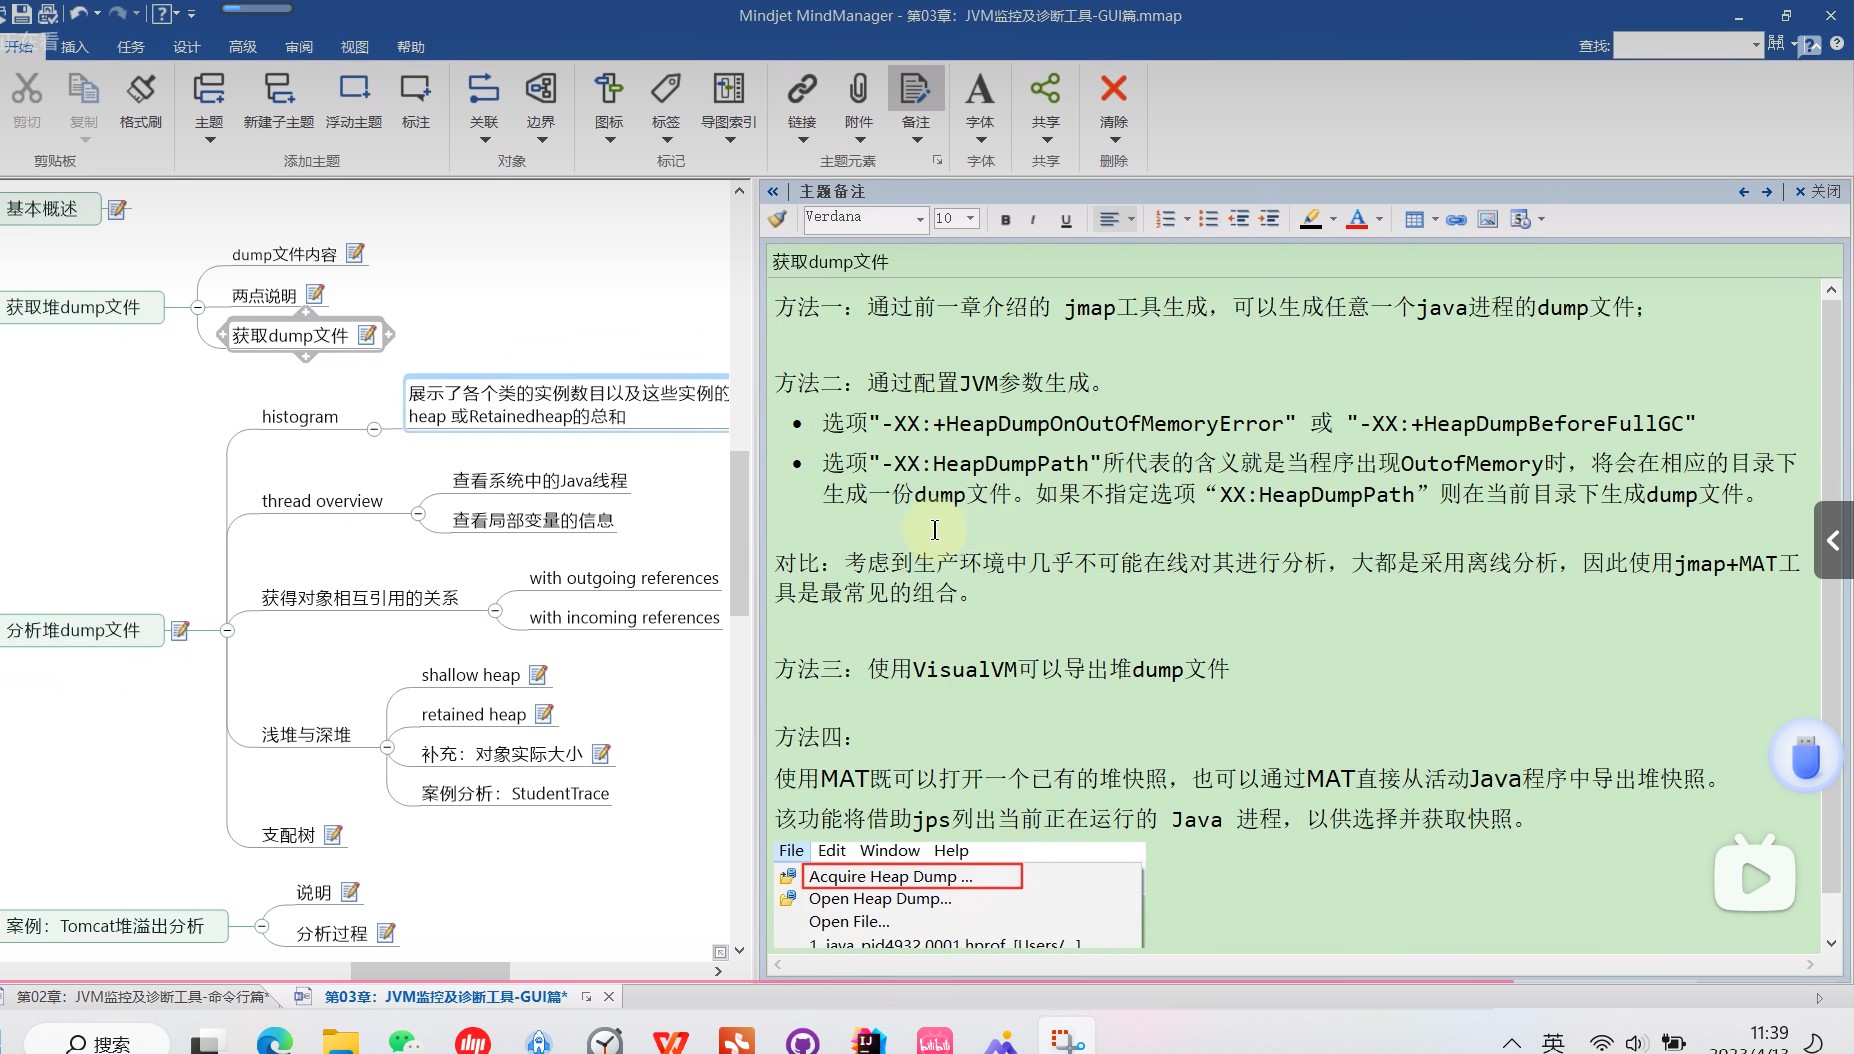 Mindjet MindManager - 第03章：JVM监控及诊断工具-GUI篇.mmap
开始 插入 任务 设计 高级 审阅 视图 帮助
查找:
剪切 复制 格式刷 主题 新建子主题 浮动主题 标注 关联 边界 图标 标签 导图索引 链接 附件 备注 字体 共享 清除
剪贴板 添加主题 对象 标记 主题元素 字体 共享 删除
基本概述
获取堆dump文件
dump文件内容
两点说明
获取dump文件
分析堆dump文件
histogram
展示了各个类的实例数目以及这些实例的
heap 或Retainedheap的总和
thread overview
查看系统中的Java线程
查看局部变量的信息
获得对象相互引用的关系
with outgoing references
with incoming references
浅堆与深堆
shallow heap
retained heap
补充：对象实际大小
案例分析：StudentTrace
支配树
案例：Tomcat堆溢出分析
说明
分析过程
主题备注
关闭
Verdana 10 B I U
获取dump文件
方法一：通过前一章介绍的 jmap工具生成，可以生成任意一个java进程的dump文件；
方法二：通过配置JVM参数生成。
• 选项"-XX:+HeapDumpOnOutOfMemoryError" 或 "-XX:+HeapDumpBeforeFullGC"
• 选项"-XX:HeapDumpPath"所代表的含义就是当程序出现OutofMemory时，将会在相应的目录下
生成一份dump文件。如果不指定选项“XX:HeapDumpPath”则在当前目录下生成dump文件。
对比：考虑到生产环境中几乎不可能在线对其进行分析，大都是采用离线分析，因此使用jmap+MAT工
具是最常见的组合。
方法三：使用VisualVM可以导出堆dump文件
方法四：
使用MAT既可以打开一个已有的堆快照，也可以通过MAT直接从活动Java程序中导出堆快照。
该功能将借助jps列出当前正在运行的 Java 进程，以供选择并获取快照。
File Edit Window Help
Acquire Heap Dump ...
Open Heap Dump...
Open File...
1 java_pid4932.0001.hprof [Users/...]
第02章：JVM监控及诊断工具-命令行篇*
第03章：JVM监控及诊断工具-GUI篇*
搜索
英
11:39